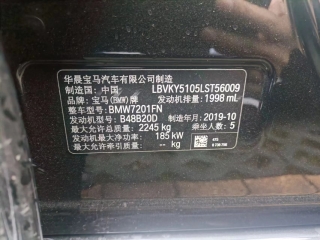 华晨宝马汽车有限公司制造
制造国：中国 LBVKY5105LST56009
品牌：宝马(BMW)牌 发动机排量：1998 mL
整车型号：BMW7201FN
发动机型号：B48B20D 制造年月：2019-10
最大允许总质量：2245 kg 乘坐人数：5
发动机最大净功率：185 kW
最大允许牵引质量：-- kg